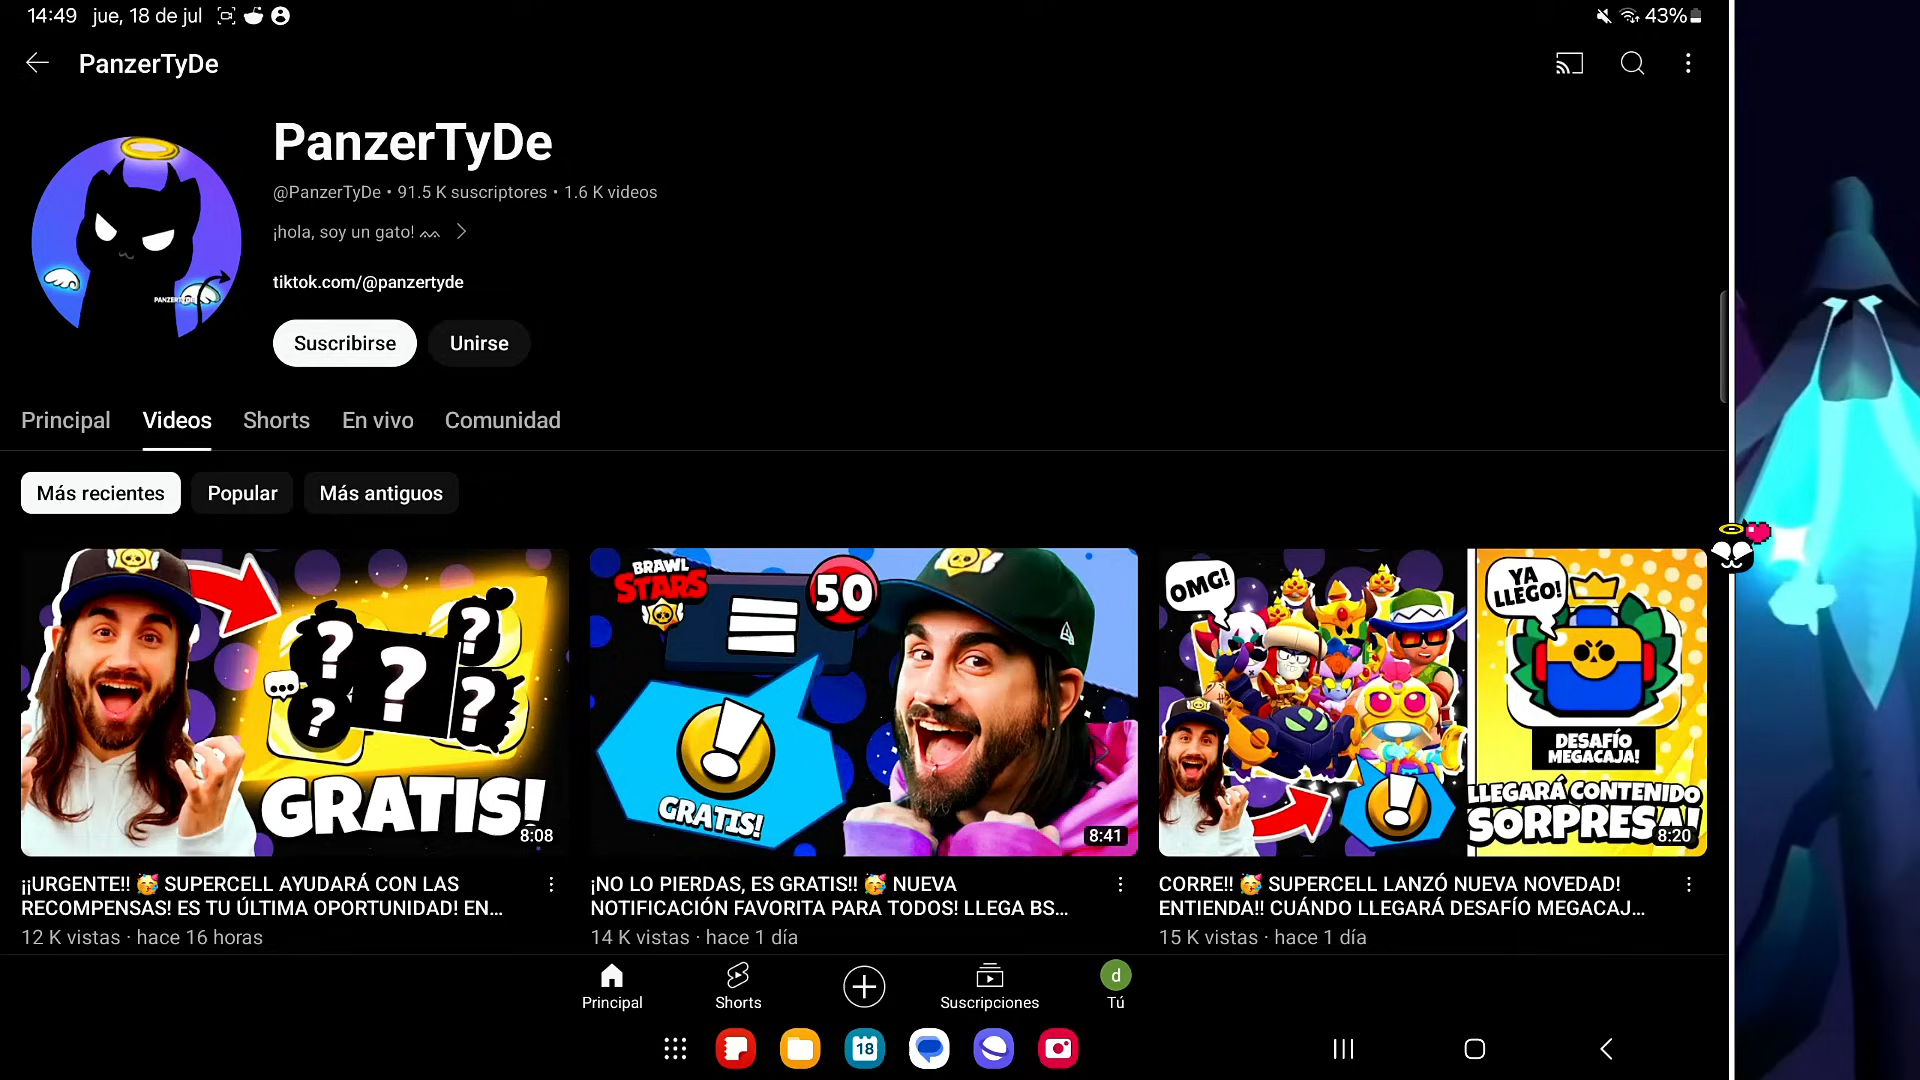 14:49 jue, 18 de jul
43%
PanzerTyDe
PanzerTyDe
@PanzerTyDe • 91.5 K suscriptores • 1.6 K videos
¡hola, soy un gato! ᨐ
tiktok.com/@panzertyde
PANZERTYDE
Suscribirse
Unirse
Principal
Videos
Shorts
En vivo
Comunidad
Más recientes
Popular
Más antiguos
? ? ? ? ?
GRATIS!
8:08
BRAWL
STARS
50
!
GRATIS!
8:41
OMG!
!
YA
LLEGO!
DESAFÍO
MEGACAJA!
LLEGARÁ CONTENIDO
SORPRESA!
8:20
¡¡URGENTE!! 🥳 SUPERCELL AYUDARÁ CON LAS
RECOMPENSAS! ES TU ÚLTIMA OPORTUNIDAD! EN...
12 K vistas · hace 16 horas
¡NO LO PIERDAS, ES GRATIS!! 🥳 NUEVA
NOTIFICACIÓN FAVORITA PARA TODOS! LLEGA BS...
14 K vistas · hace 1 día
CORRE!! 🥳 SUPERCELL LANZÓ NUEVA NOVEDAD!
ENTIENDA!! CUÁNDO LLEGARÁ DESAFÍO MEGACAJ...
15 K vistas · hace 1 día
Principal
Shorts
Suscripciones
d
Tú
18